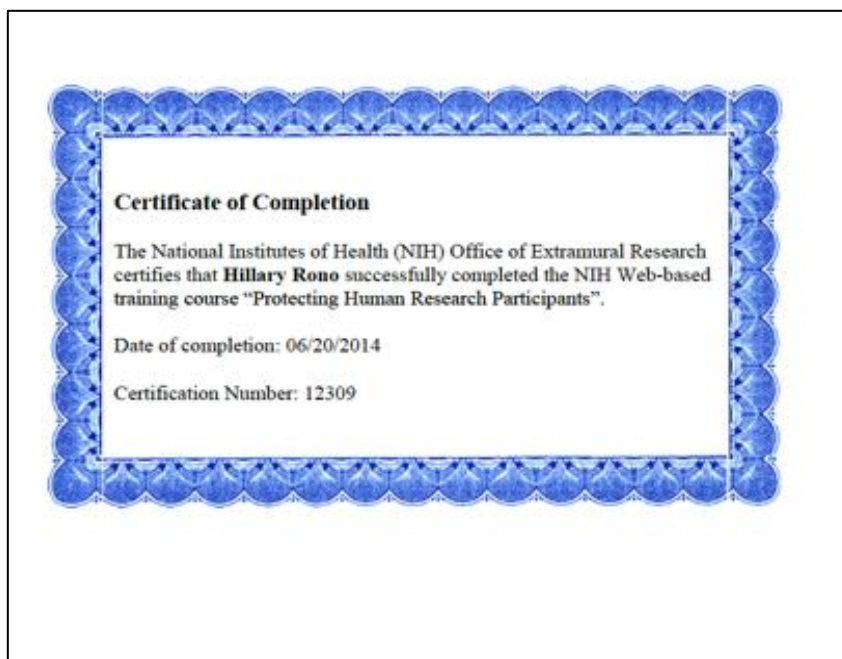 Certificate of Completion
The National Institutes of Health (NIH) Office of Extramural Research
certifies that Hillary Rono successfully completed the NIH Web-based
training course “Protecting Human Research Participants”.
Date of completion: 06/20/2014
Certification Number: 12309